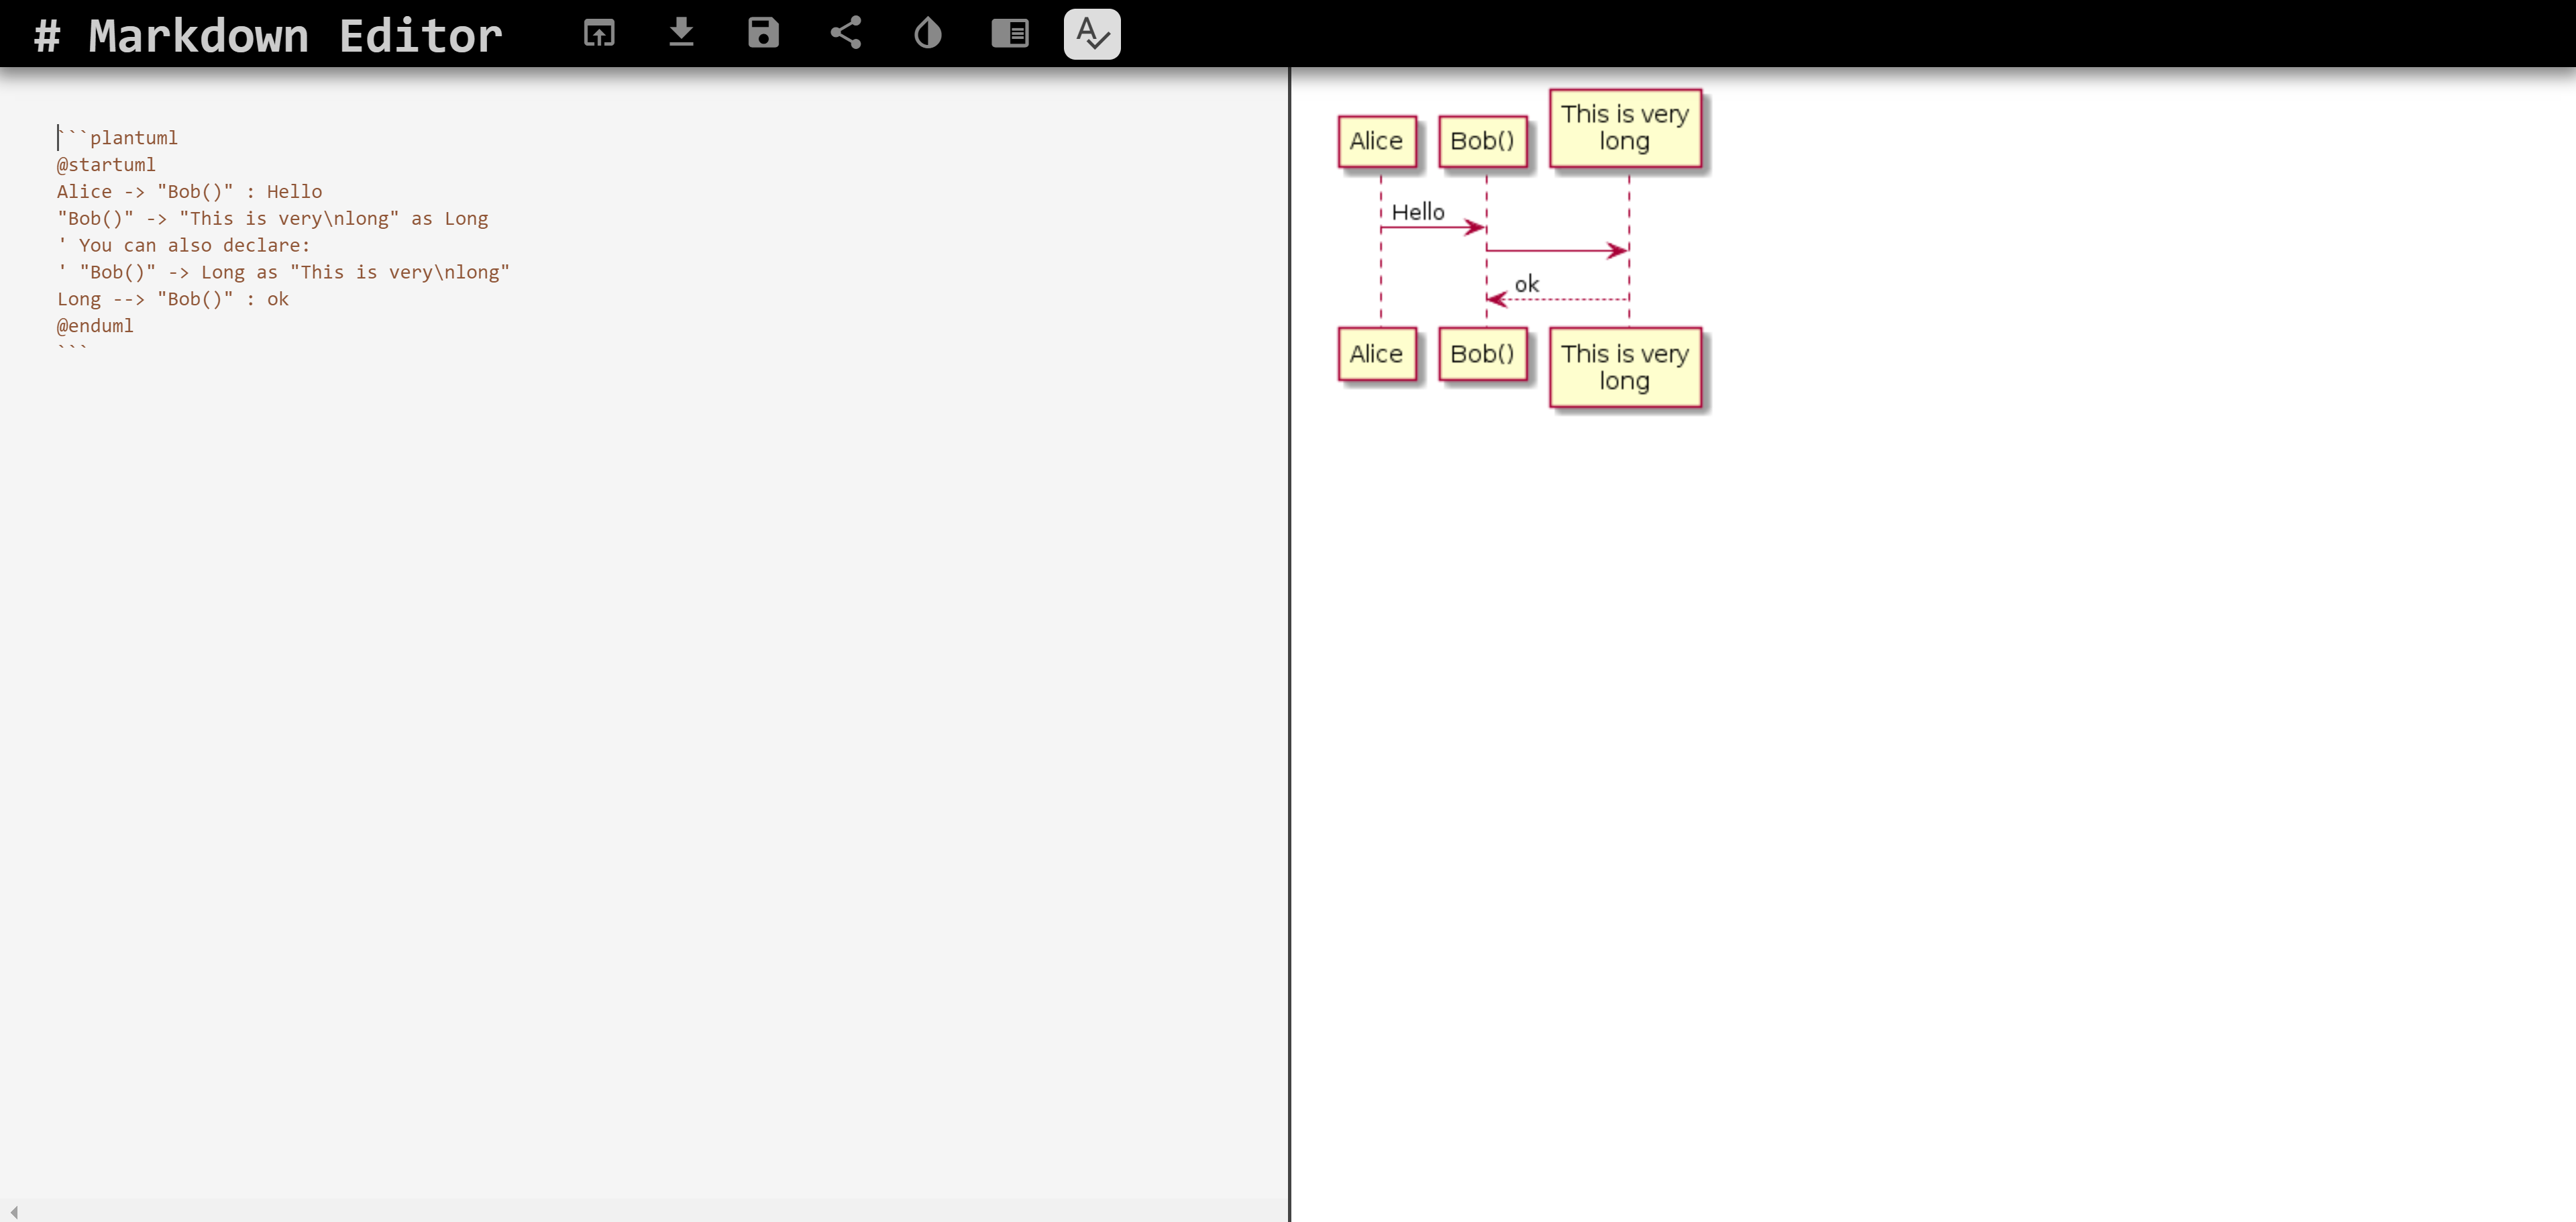 # Markdown Editor
```plantuml
@startuml
Alice -> "Bob()" : Hello
"Bob()" -> "This is very\nlong" as Long
' You can also declare:
' "Bob()" -> Long as "This is very\nlong"
Long --> "Bob()" : ok
@enduml
```
Alice
Bob()
This is very
long
Hello
ok
Alice
Bob()
This is very
long